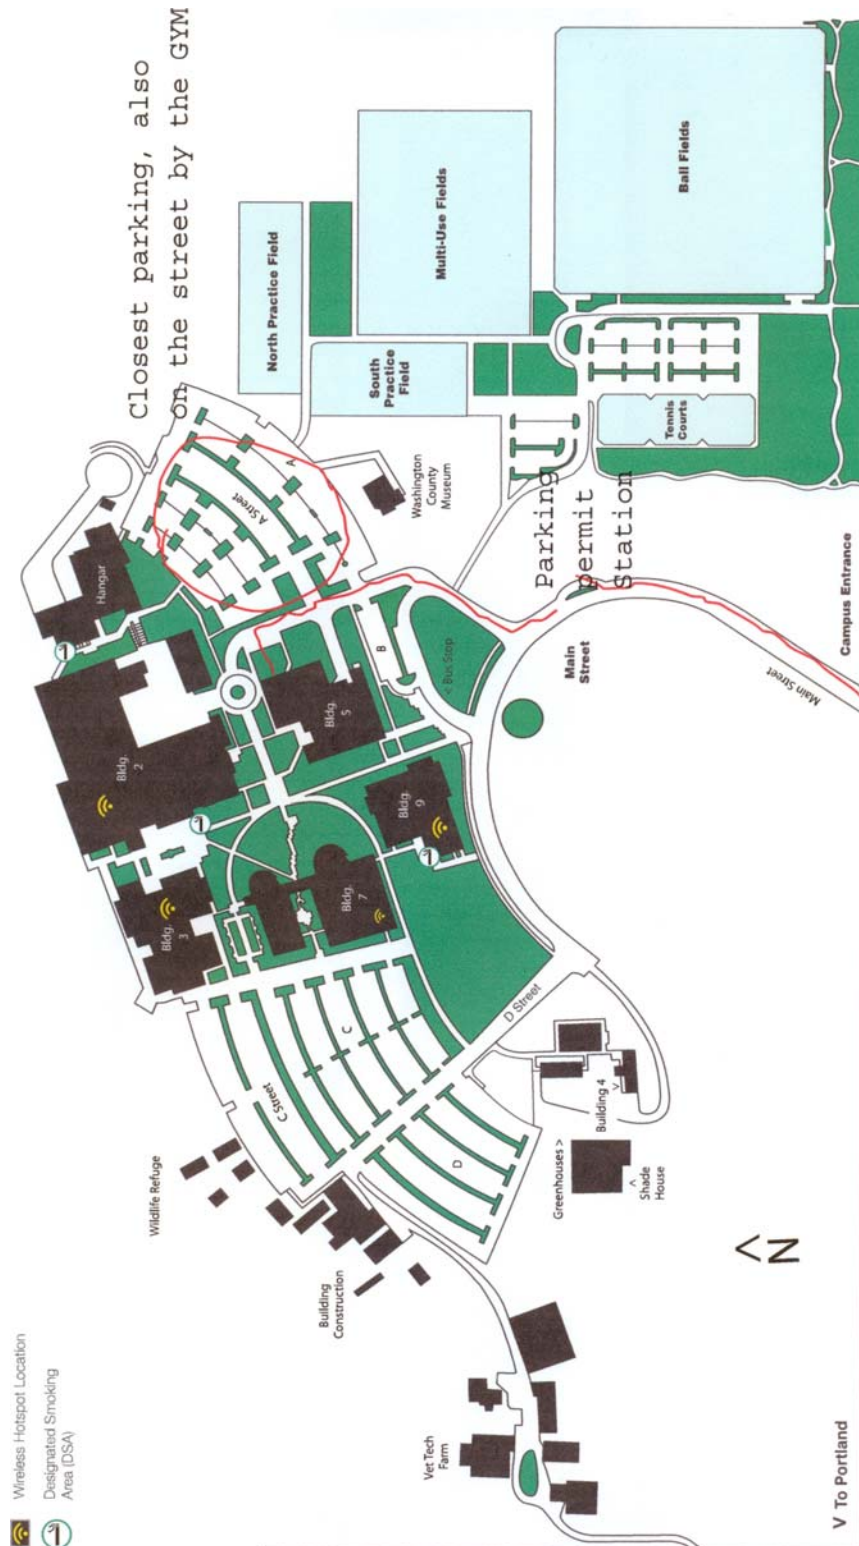 Closest parking, also
on the street by the GYM
North Practice Field
Multi-Use Fields
Ball Fields
South
Practice
Field
Tennis
Courts
A
A Street
Washington
County
Museum
Parking
permit
Station
Hangar
Bldg.
2
Bldg.
5
B
< Bus Stop
Main
Street
Main Street
Campus Entrance
Bldg.
3
Bldg.
7
Bldg.
9
C
C Street
D Street
D
Wildlife Refuge
Building
Construction
Building 4
>
Greenhouses >
<
Shade
House
Vet Tech
Farm
N
>
V To Portland
Wireless Hotspot Location
Designated Smoking
Area (DSA)